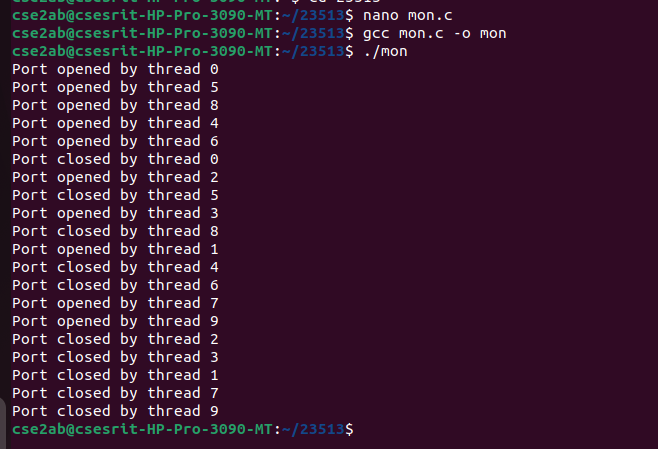 cse2ab@csesrit-HP-Pro-3090-MT:~/23513$ nano mon.c
cse2ab@csesrit-HP-Pro-3090-MT:~/23513$ gcc mon.c -o mon
cse2ab@csesrit-HP-Pro-3090-MT:~/23513$ ./mon
Port opened by thread 0
Port opened by thread 5
Port opened by thread 8
Port opened by thread 4
Port opened by thread 6
Port closed by thread 0
Port opened by thread 2
Port closed by thread 5
Port opened by thread 3
Port closed by thread 8
Port opened by thread 1
Port closed by thread 4
Port closed by thread 6
Port opened by thread 7
Port opened by thread 9
Port closed by thread 2
Port closed by thread 3
Port closed by thread 1
Port closed by thread 7
Port closed by thread 9
cse2ab@csesrit-HP-Pro-3090-MT:~/23513$